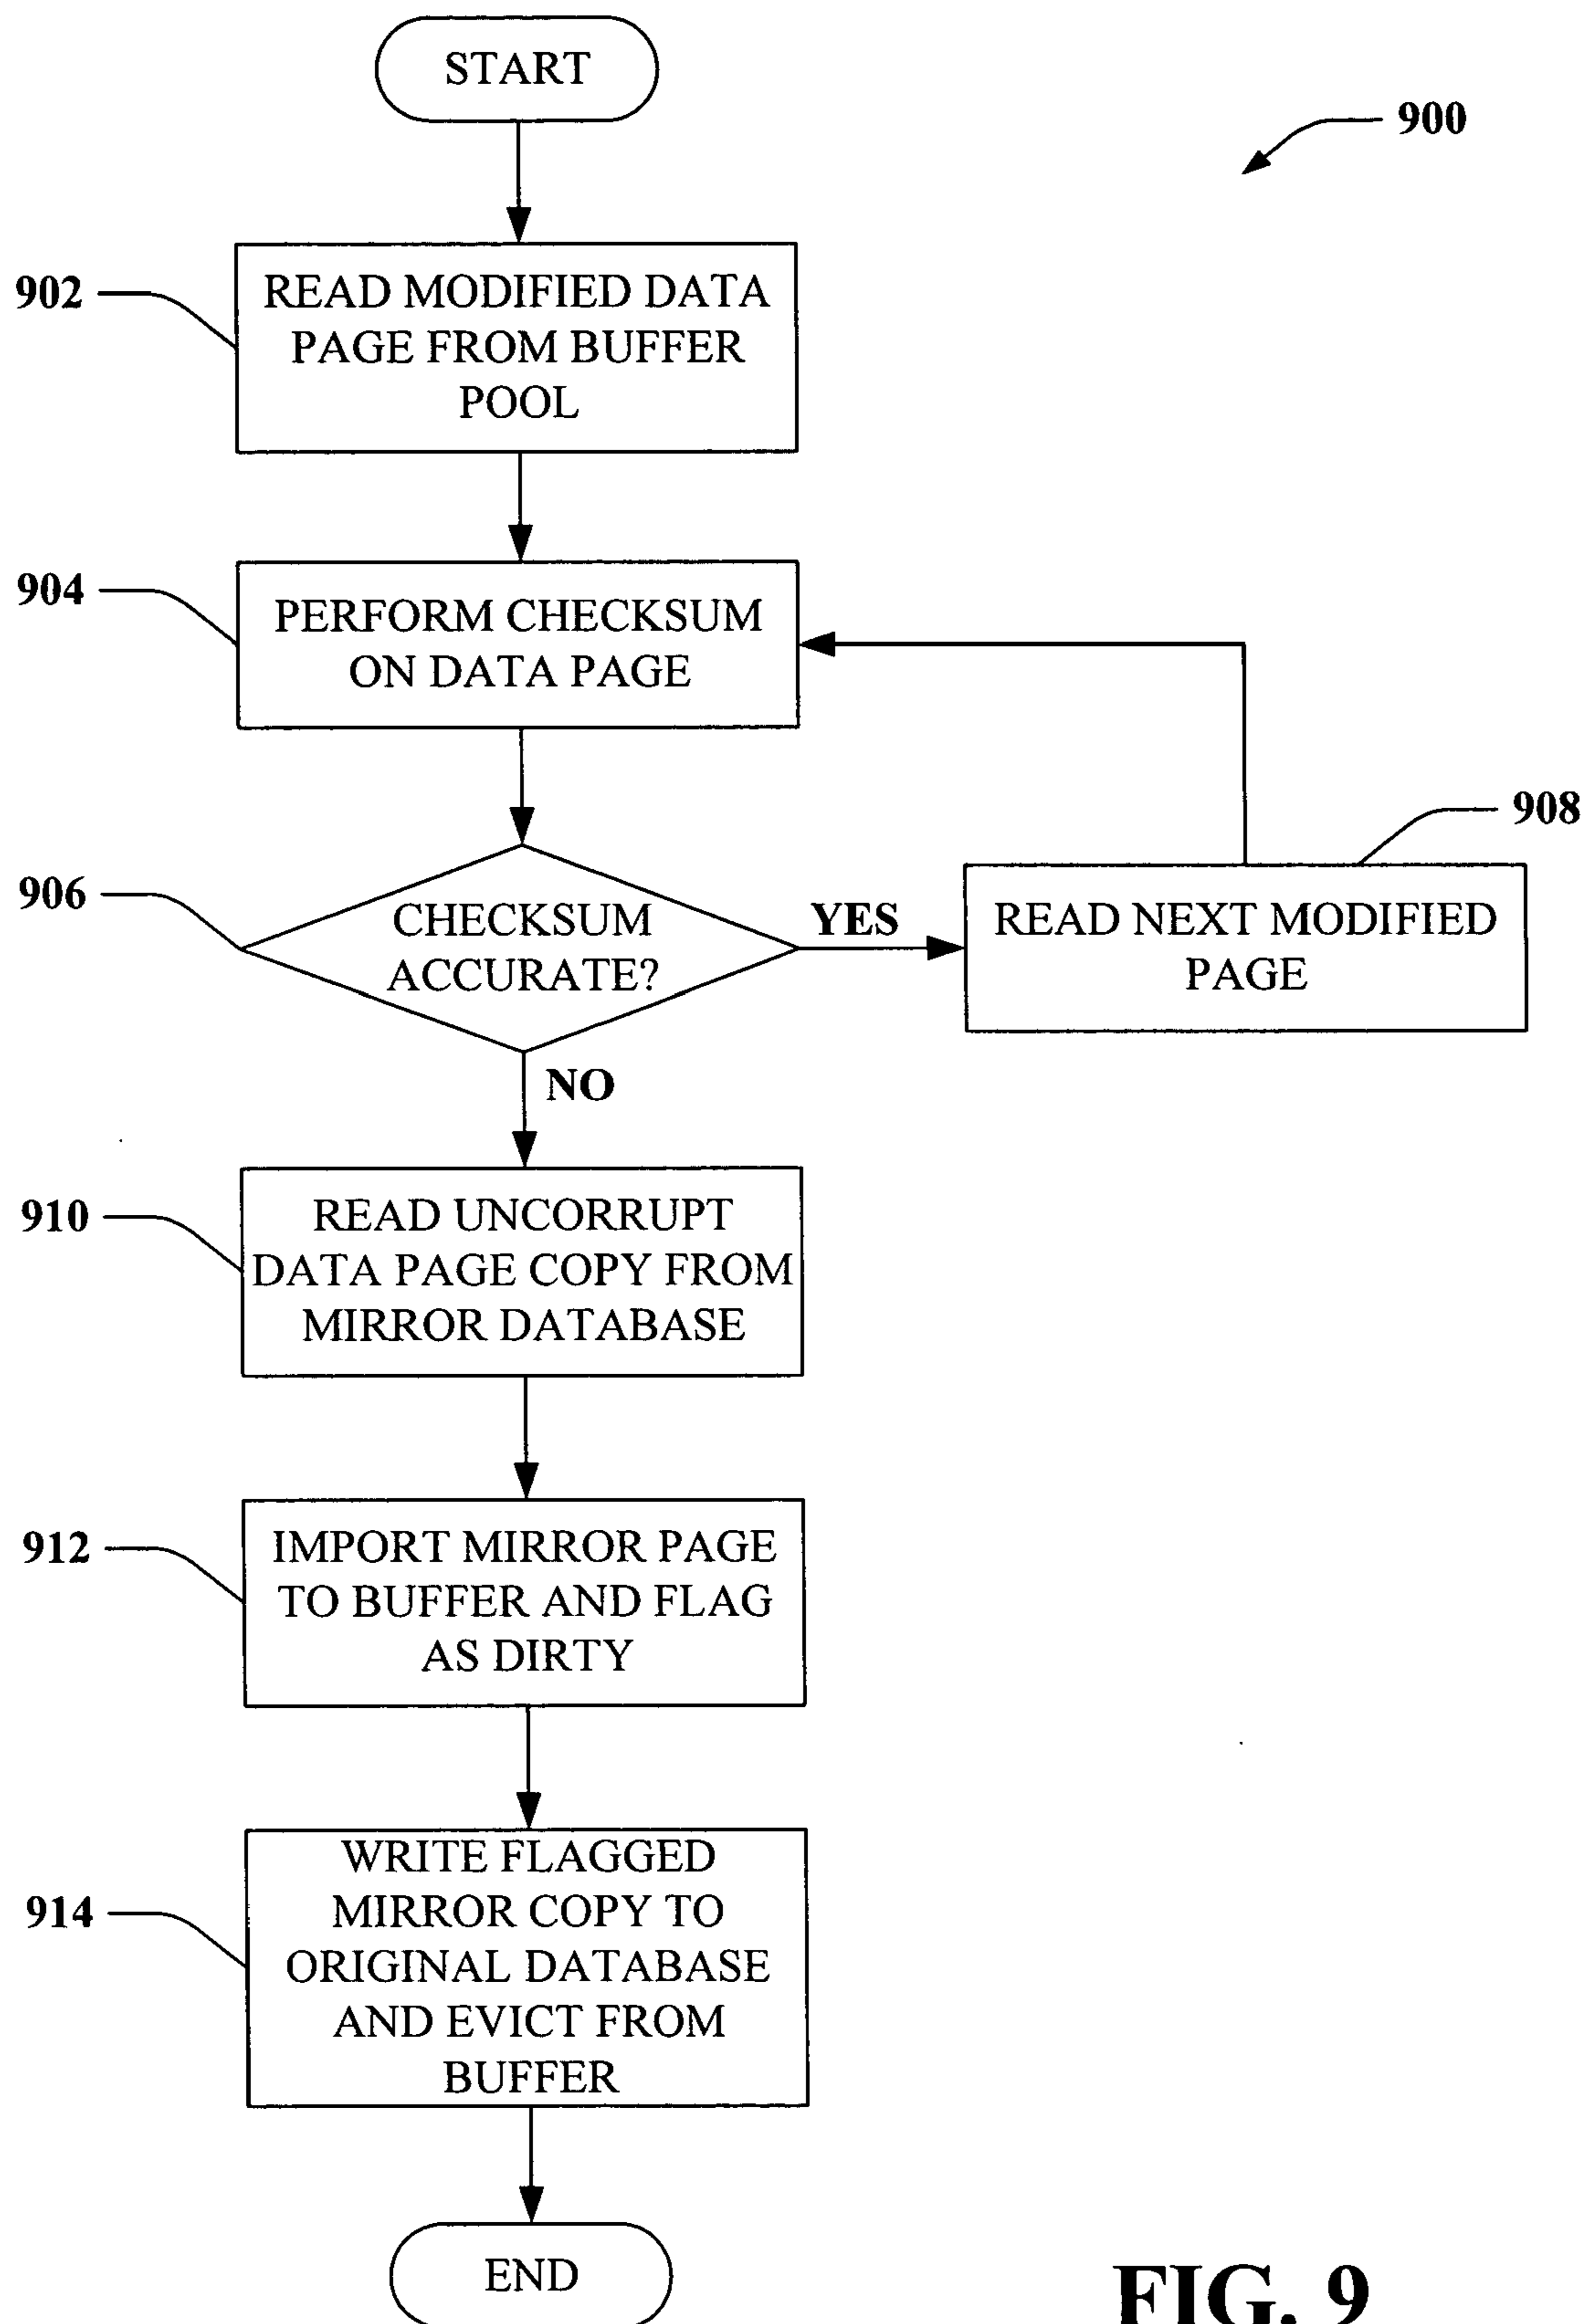 START
900
902
READ MODIFIED DATA
PAGE FROM BUFFER
POOL
904
PERFORM CHECKSUM
ON DATA PAGE
908
906
CHECKSUM
ACCURATE?
YES
READ NEXT MODIFIED
PAGE
NO
910
READ UNCORRUPT
DATA PAGE COPY FROM
MIRROR DATABASE
912
IMPORT MIRROR PAGE
TO BUFFER AND FLAG
AS DIRTY
914
WRITE FLAGGED
MIRROR COPY TO
ORIGINAL DATABASE
AND EVICT FROM
BUFFER
END
FIG. 9